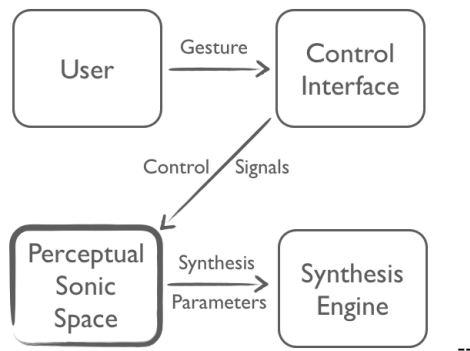 User
Gesture
Control
Interface
Control Signals
Perceptual
Sonic
Space
Synthesis
Parameters
Synthesis
Engine